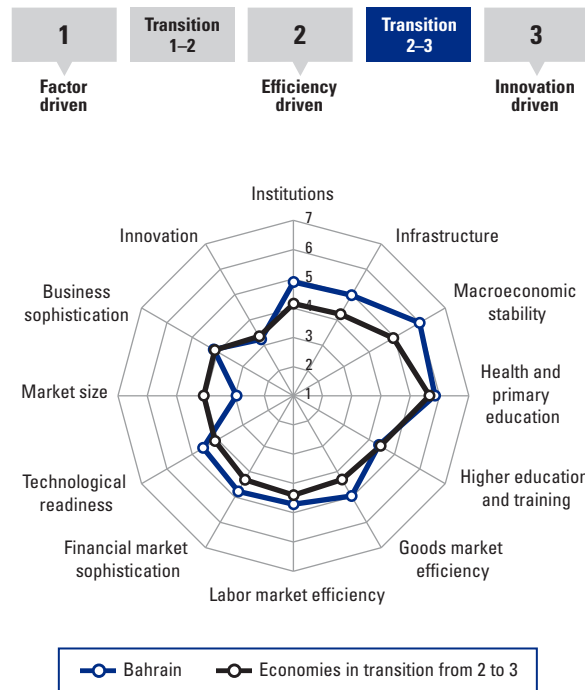 1
Transition
1–2
2
Transition
2–3
3
Factor
driven
Efficiency
driven
Innovation
driven
Institutions
Infrastructure
Macroeconomic
stability
Health and
primary
education
Higher education
and training
Goods market
efficiency
Labor market efficiency
Financial market
sophistication
Technological
readiness
Market size
Business
sophistication
Innovation
7
6
5
4
3
2
1
Bahrain
Economies in transition from 2 to 3